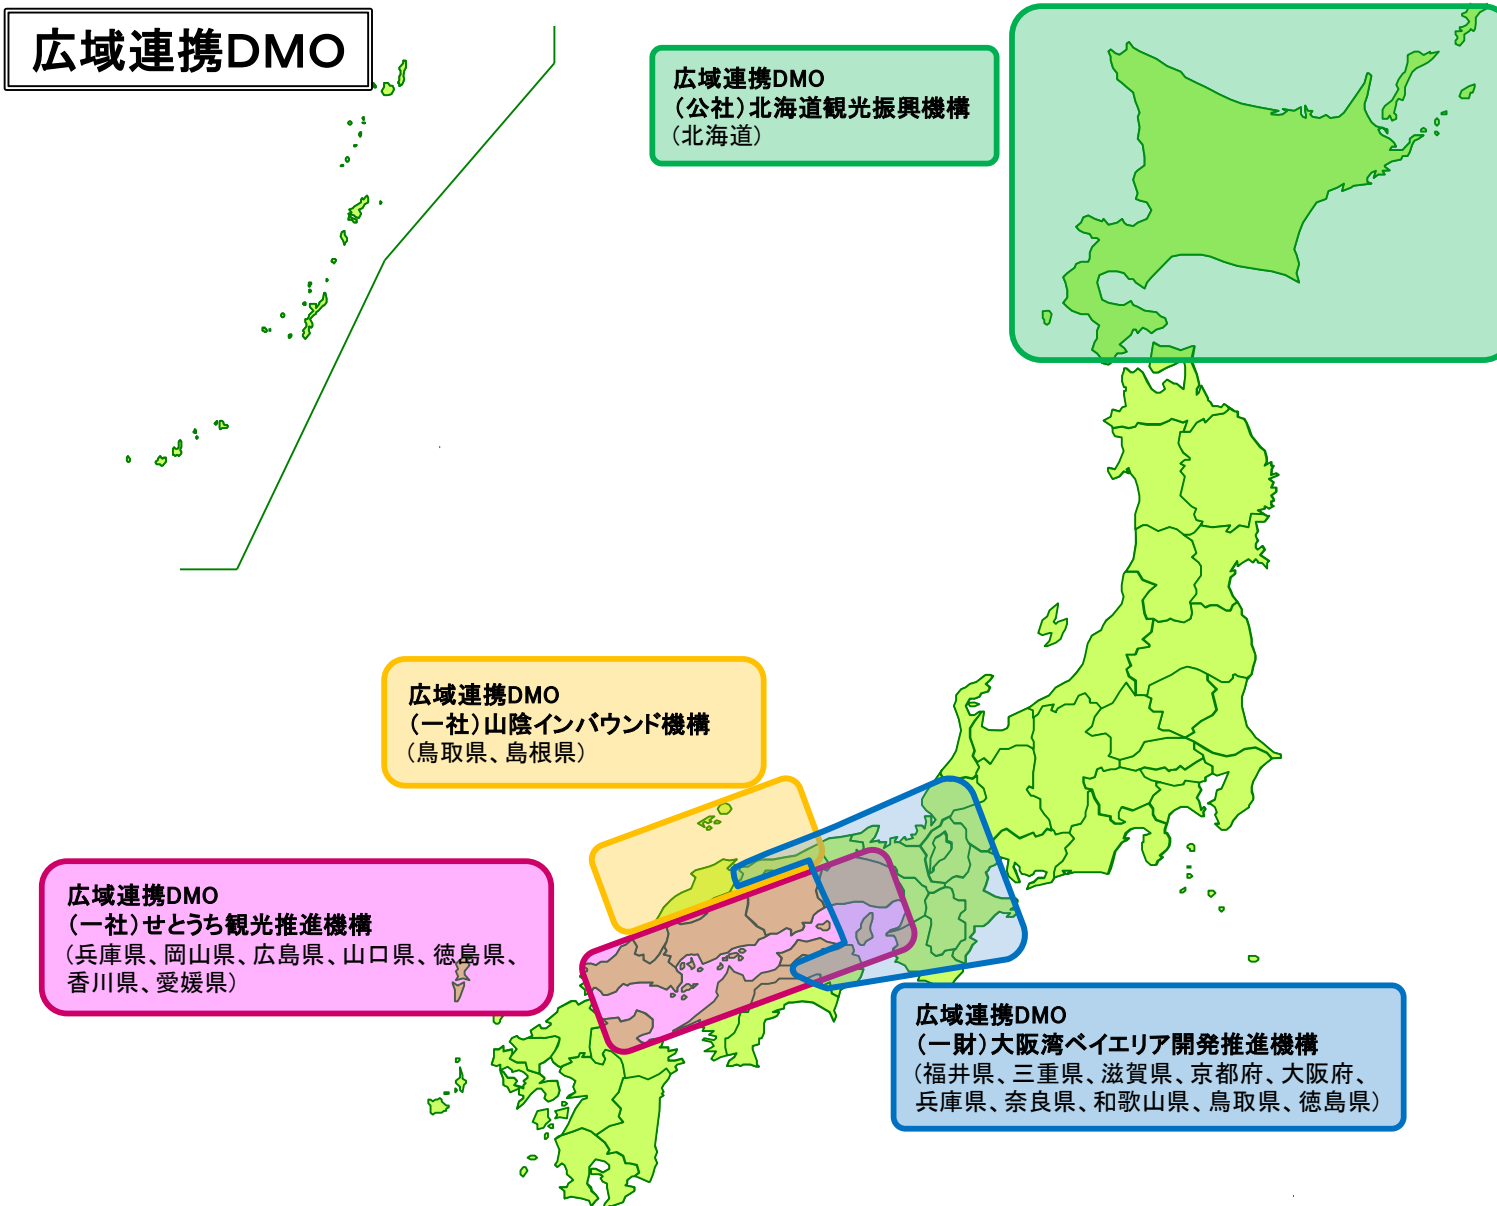 広域連携DMO
広域連携DMO
（公社）北海道観光振興機構
（北海道）
広域連携DMO
（一社）山陰インバウンド機構
（鳥取県、島根県）
広域連携DMO
（一社）せとうち観光推進機構
（兵庫県、岡山県、広島県、山口県、徳島県、
香川県、愛媛県）
広域連携DMO
（一財）大阪湾ベイエリア開発推進機構
（福井県、三重県、滋賀県、京都府、大阪府、
兵庫県、奈良県、和歌山県、鳥取県、徳島県）